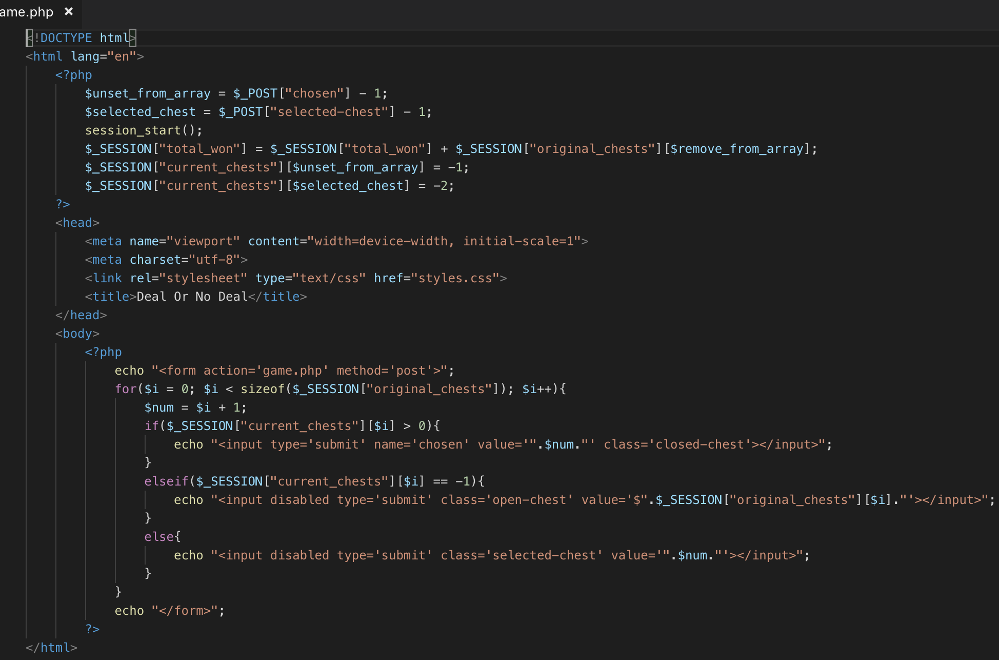 ame.php ×
<!DOCTYPE html>
<html lang="en">
<?php
$unset_from_array = $_POST["chosen"] - 1;
$selected_chest = $_POST["selected-chest"] - 1;
session_start();
$_SESSION["total_won"] = $_SESSION["total_won"] + $_SESSION["original_chests"][$remove_from_array];
$_SESSION["current_chests"][$unset_from_array] = -1;
$_SESSION["current_chests"][$selected_chest] = -2;
?>
<head>
<meta name="viewport" content="width=device-width, initial-scale=1">
<meta charset="utf-8">
<link rel="stylesheet" type="text/css" href="styles.css">
<title>Deal Or No Deal</title>
</head>
<body>
<?php
echo "<form action='game.php' method='post'>";
for($i = 0; $i < sizeof($_SESSION["original_chests"]); $i++){
$num = $i + 1;
if($_SESSION["current_chests"][$i] > 0){
echo "<input type='submit' name='chosen' value='".$num."' class='closed-chest'></input>";
}
elseif($_SESSION["current_chests"][$i] == -1){
echo "<input disabled type='submit' class='open-chest' value='$".$_SESSION["original_chests"][$i]."'></input>";
}
else{
echo "<input disabled type='submit' class='selected-chest' value='".$num."'></input>";
}
}
echo "</form>";
?>
</html>